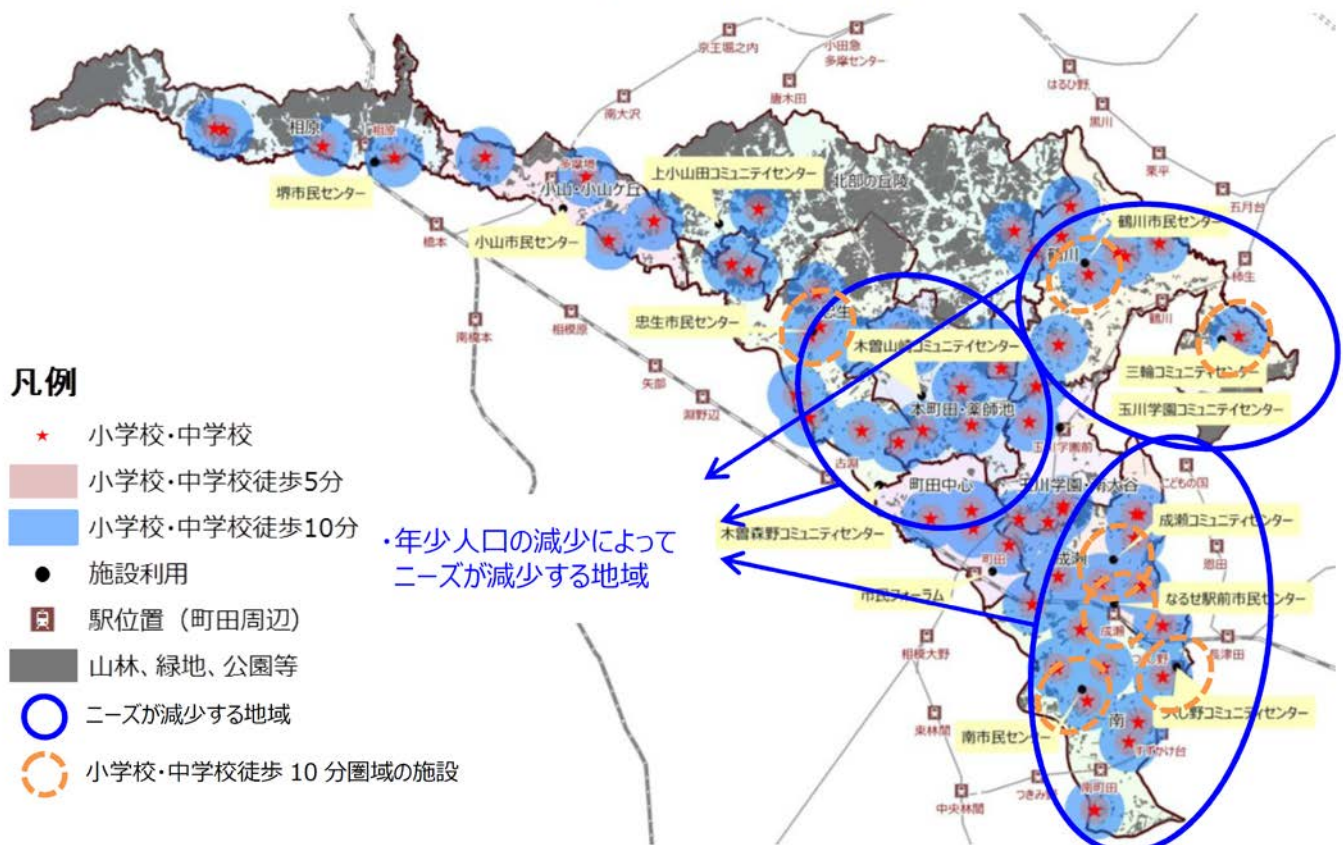 京王堀之内
小田急
多摩センター
はるひ野
唐木田
南大沢
黒川
栗平
五月台
相原
相原
多摩境
上小山田コミュニティセンター
北部の丘陵
小山・小山ケ丘
堺市民センター
鶴川市民センター
橋本
小山市民センター
鶴川
柿生
鶴川
南橋本
相模原
忠生市民センター
忠生
木曽山崎コミュニティセンター
三輪コミュニティセンター
矢部
淵野辺
本町田・薬師池
玉川学園コミュニティセンター
玉川学園前
古淵
町田中心
玉川学園・南大谷
こどもの国
木曽森野コミュニティセンター
成瀬コミュニティセンター
成瀬
恩田
町田
市民フォーラム
なるせ駅前市民センター
成瀬
長津田
相模大野
つくし野コミュニティセンター
南市民センター
南
すずかけ台
東林間
南町田
つきみ野
中央林間
・年少人口の減少によって
ニーズが減少する地域
凡例
小学校・中学校
小学校・中学校徒歩5分
小学校・中学校徒歩10分
施設利用
駅位置（町田周辺）
山林、緑地、公園等
ニーズが減少する地域
小学校・中学校徒歩 10 分圏域の施設